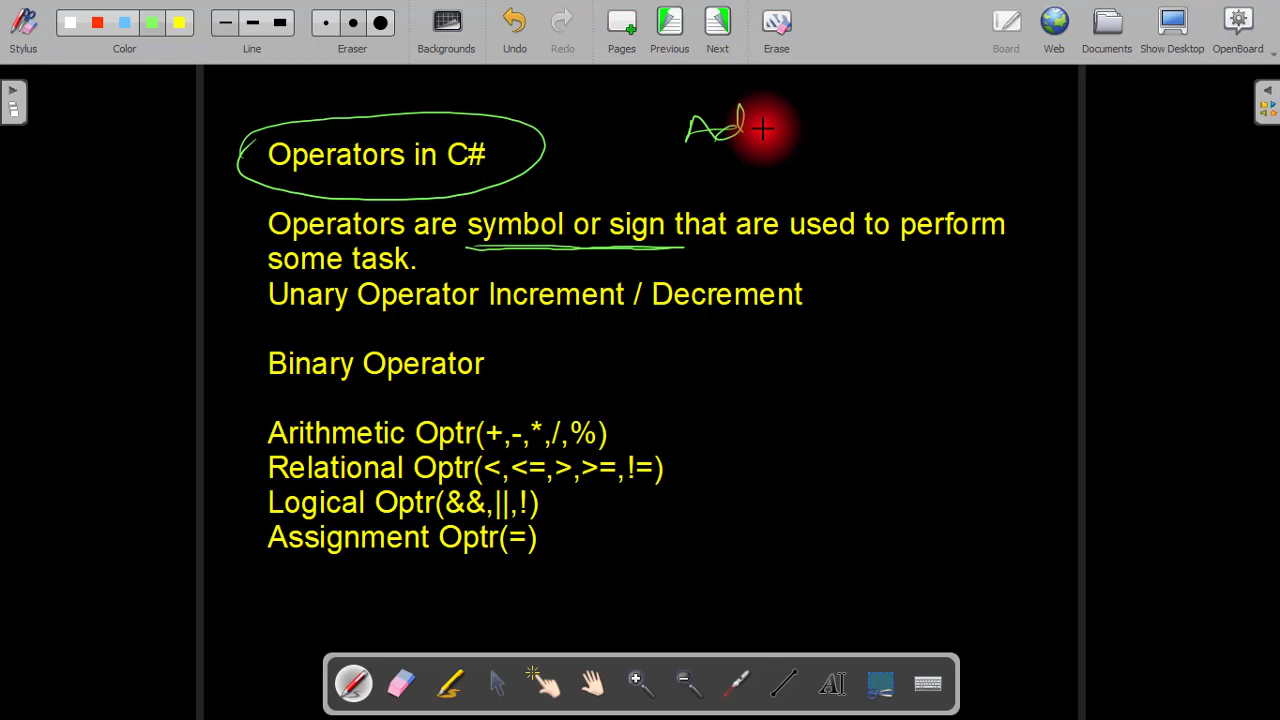 Stylus Color Line Eraser Backgrounds Undo Redo Pages Previous Next Erase Board Web Documents Show Desktop OpenBoard
Ad
Operators in C#
Operators are symbol or sign that are used to perform
some task.
Unary Operator Increment / Decrement
Binary Operator
Arithmetic Optr(+,-,*,/,%)
Relational Optr(<,<=,>,>=,!=)
Logical Optr(&&,||,!)
Assignment Optr(=)